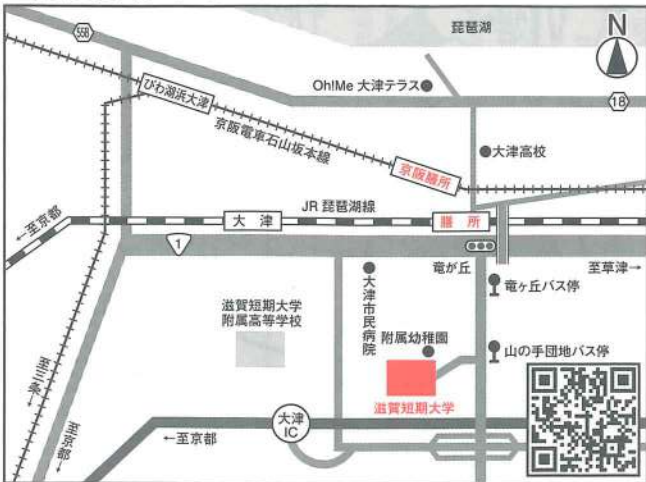 琵琶湖
N
558
Oh!Me 大津テラス
18
びわ湖浜大津
京阪電車石山坂本線
大津高校
京阪膳所
JR 琵琶湖線
←至京都
大津
膳所
1
竜が丘
至草津→
大津市民病院
竜ヶ丘バス停
滋賀短期大学
附属高等学校
附属幼稚園
山の手団地バス停
滋賀短期大学
至三条→
至京都→
大津
IC
←至京都